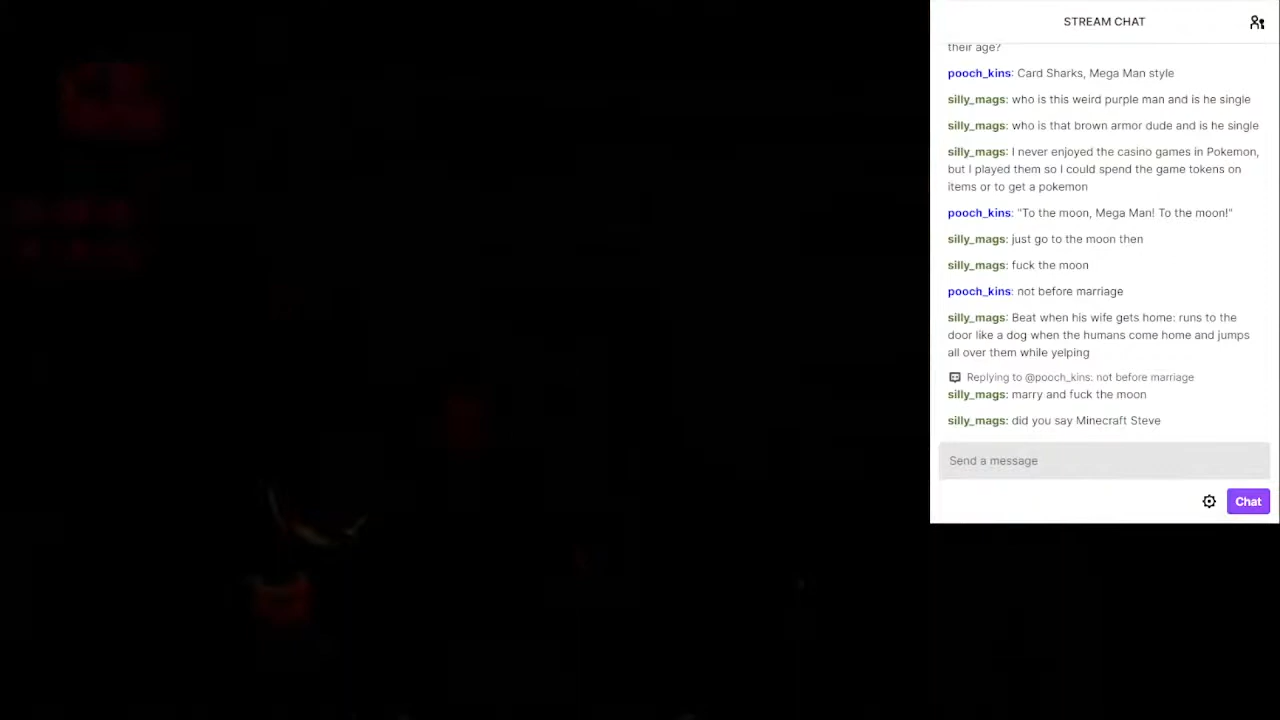 STREAM CHAT
their age?
pooch_kins: Card Sharks, Mega Man style
silly_mags: who is this weird purple man and is he single
silly_mags: who is that brown armor dude and is he single
silly_mags: I never enjoyed the casino games in Pokemon,
but I played them so I could spend the game tokens on
items or to get a pokemon
pooch_kins: "To the moon, Mega Man! To the moon!"
silly_mags: just go to the moon then
silly_mags: fuck the moon
pooch_kins: not before marriage
silly_mags: Beat when his wife gets home: runs to the
door like a dog when the humans come home and jumps
all over them while yelping
Replying to @pooch_kins: not before marriage
silly_mags: marry and fuck the moon
silly_mags: did you say Minecraft Steve
Send a message
Chat